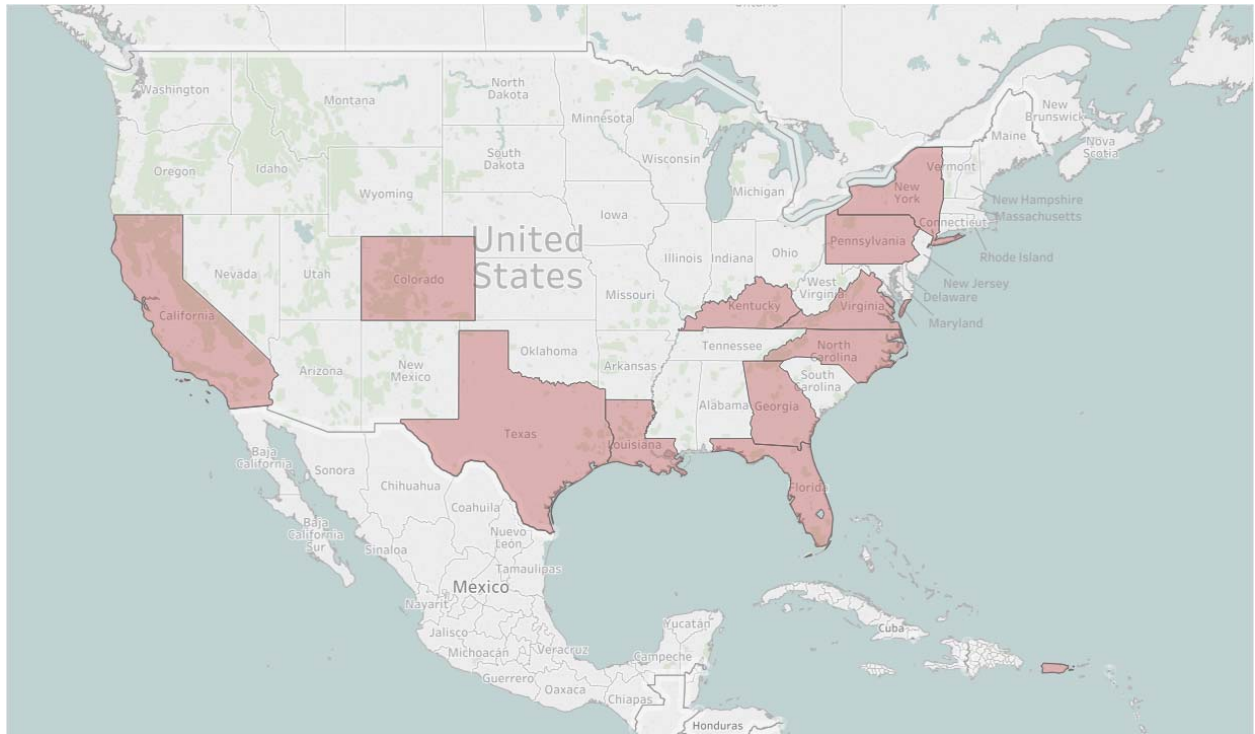 Ontario
Washington
Montana
North
Dakota
Minnesota
New
Brunswick
Maine
Nova
Scotia
Oregon
Idaho
South
Dakota
Wisconsin
Michigan
Vermont
New
York
New Hampshire
Massachusetts
Wyoming
Iowa
Connecticut
Rhode Island
Nevada
Utah
Colorado
United
States
Illinois
Indiana
Ohio
Pennsylvania
New Jersey
Delaware
Maryland
California
Missouri
West
Virginia
Kentucky
Virginia
Arizona
New
Mexico
Oklahoma
Arkansas
Tennessee
North
Carolina
South
Carolina
Texas
Louisiana
Alabama
Georgia
Florida
Baja
California
Sonora
Chihuahua
Coahuila
Baja
California
Sur
Sinaloa
Nuevo
León
Tamaulipas
Mexico
Nayarit
Jalisco
Michoacán
Veracruz
Guerrero
Oaxaca
Yucatán
Campeche
Chiapas
Cuba
Honduras